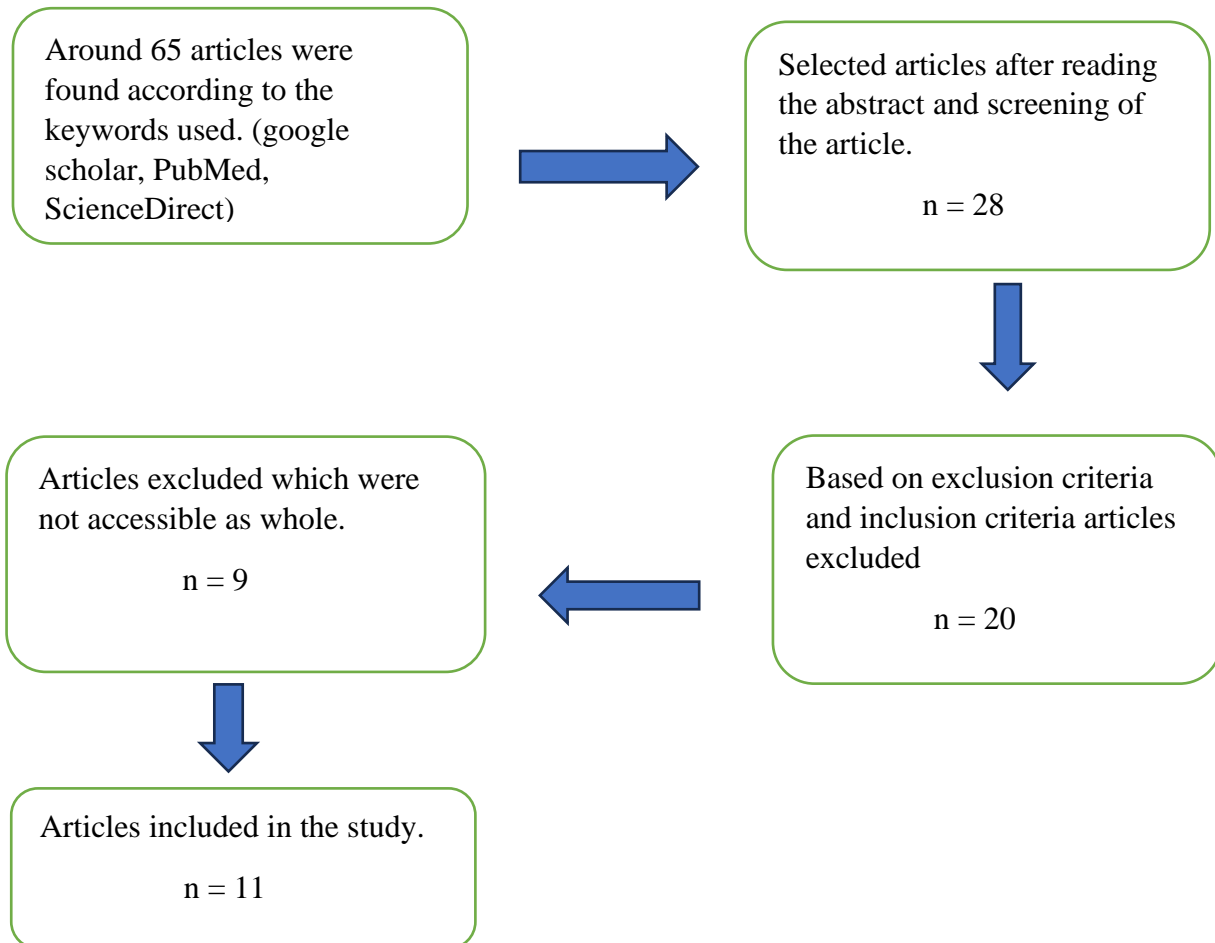 Around 65 articles were
found according to the
keywords used. (google
scholar, PubMed,
ScienceDirect)
Selected articles after reading
the abstract and screening of
the article.
n = 28
Based on exclusion criteria
and inclusion criteria articles
excluded
n = 20
Articles excluded which were
not accessible as whole.
n = 9
Articles included in the study.
n = 11